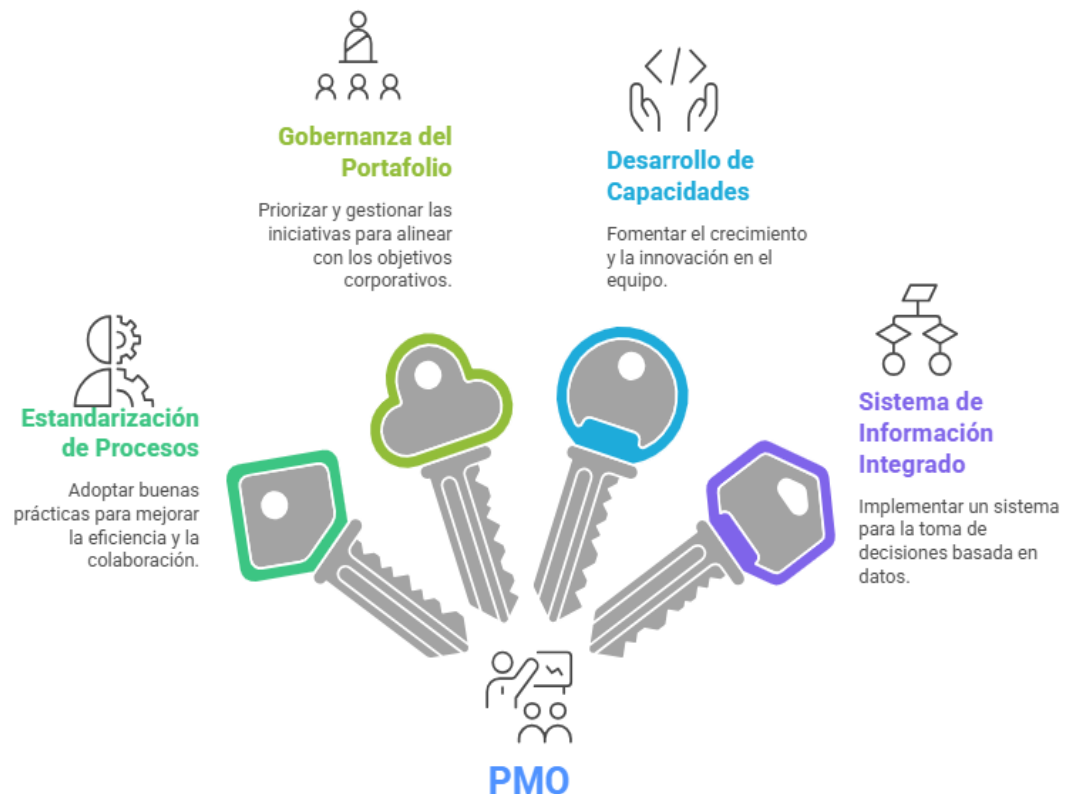 Gobernanza del
Portafolio
Priorizar y gestionar las
iniciativas para alinear
con los objetivos
corporativos.
Desarrollo de
Capacidades
Fomentar el crecimiento
y la innovación en el
equipo.
Estandarización
de Procesos
Adoptar buenas
prácticas para mejorar
la eficiencia y la
colaboración.
Sistema de
Información
Integrado
Implementar un sistema
para la toma de
decisiones basada en
datos.
PMO